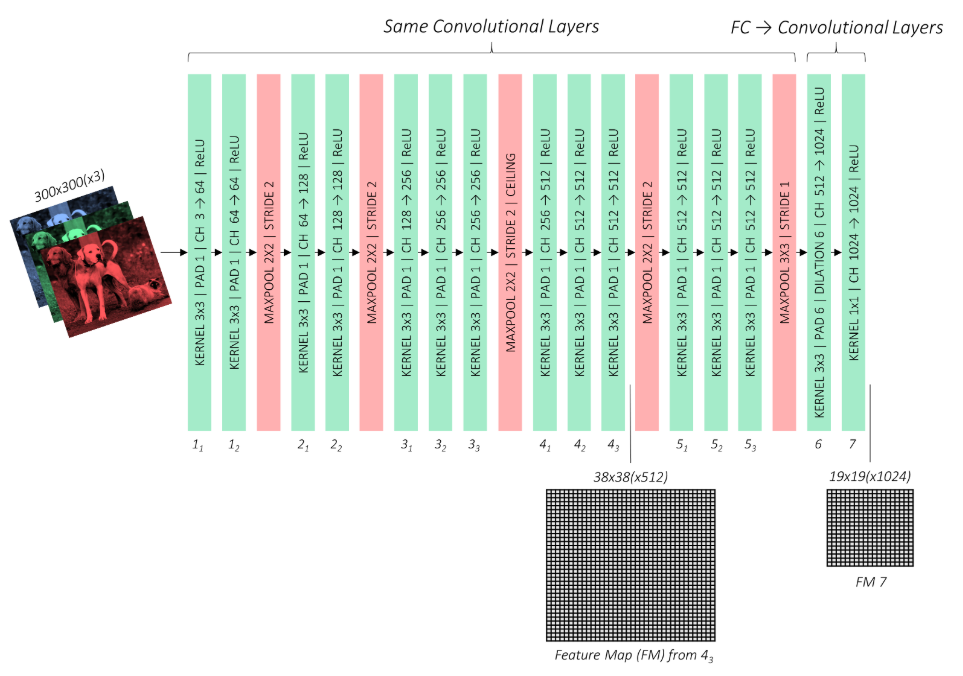 Same Convolutional Layers
FC → Convolutional Layers
300x300(x3)
KERNEL 3x3 | PAD 1 | CH 3 → 64 | ReLU
KERNEL 3x3 | PAD 1 | CH 64 → 64 | ReLU
MAXPOOL 2X2 | STRIDE 2
KERNEL 3x3 | PAD 1 | CH 64 → 128 | ReLU
KERNEL 3x3 | PAD 1 | CH 128 → 128 | ReLU
MAXPOOL 2X2 | STRIDE 2
KERNEL 3x3 | PAD 1 | CH 128 → 256 | ReLU
KERNEL 3x3 | PAD 1 | CH 256 → 256 | ReLU
KERNEL 3x3 | PAD 1 | CH 256 → 256 | ReLU
MAXPOOL 2X2 | STRIDE 2 | CEILING
KERNEL 3x3 | PAD 1 | CH 256 → 512 | ReLU
KERNEL 3x3 | PAD 1 | CH 512 → 512 | ReLU
KERNEL 3x3 | PAD 1 | CH 512 → 512 | ReLU
MAXPOOL 2X2 | STRIDE 2
KERNEL 3x3 | PAD 1 | CH 512 → 512 | ReLU
KERNEL 3x3 | PAD 1 | CH 512 → 512 | ReLU
KERNEL 3x3 | PAD 1 | CH 512 → 512 | ReLU
MAXPOOL 3X3 | STRIDE 1
KERNEL 3x3 | PAD 6 | DILATION 6 | CH 512 → 1024 | ReLU
KERNEL 1x1 | CH 1024 → 1024 | ReLU
1₁ 1₂ 2₁ 2₂ 3₁ 3₂ 3₃ 4₁ 4₂ 4₃ 5₁ 5₂ 5₃ 6 7
38x38(x512)
19x19(x1024)
FM 7
Feature Map (FM) from 4₃